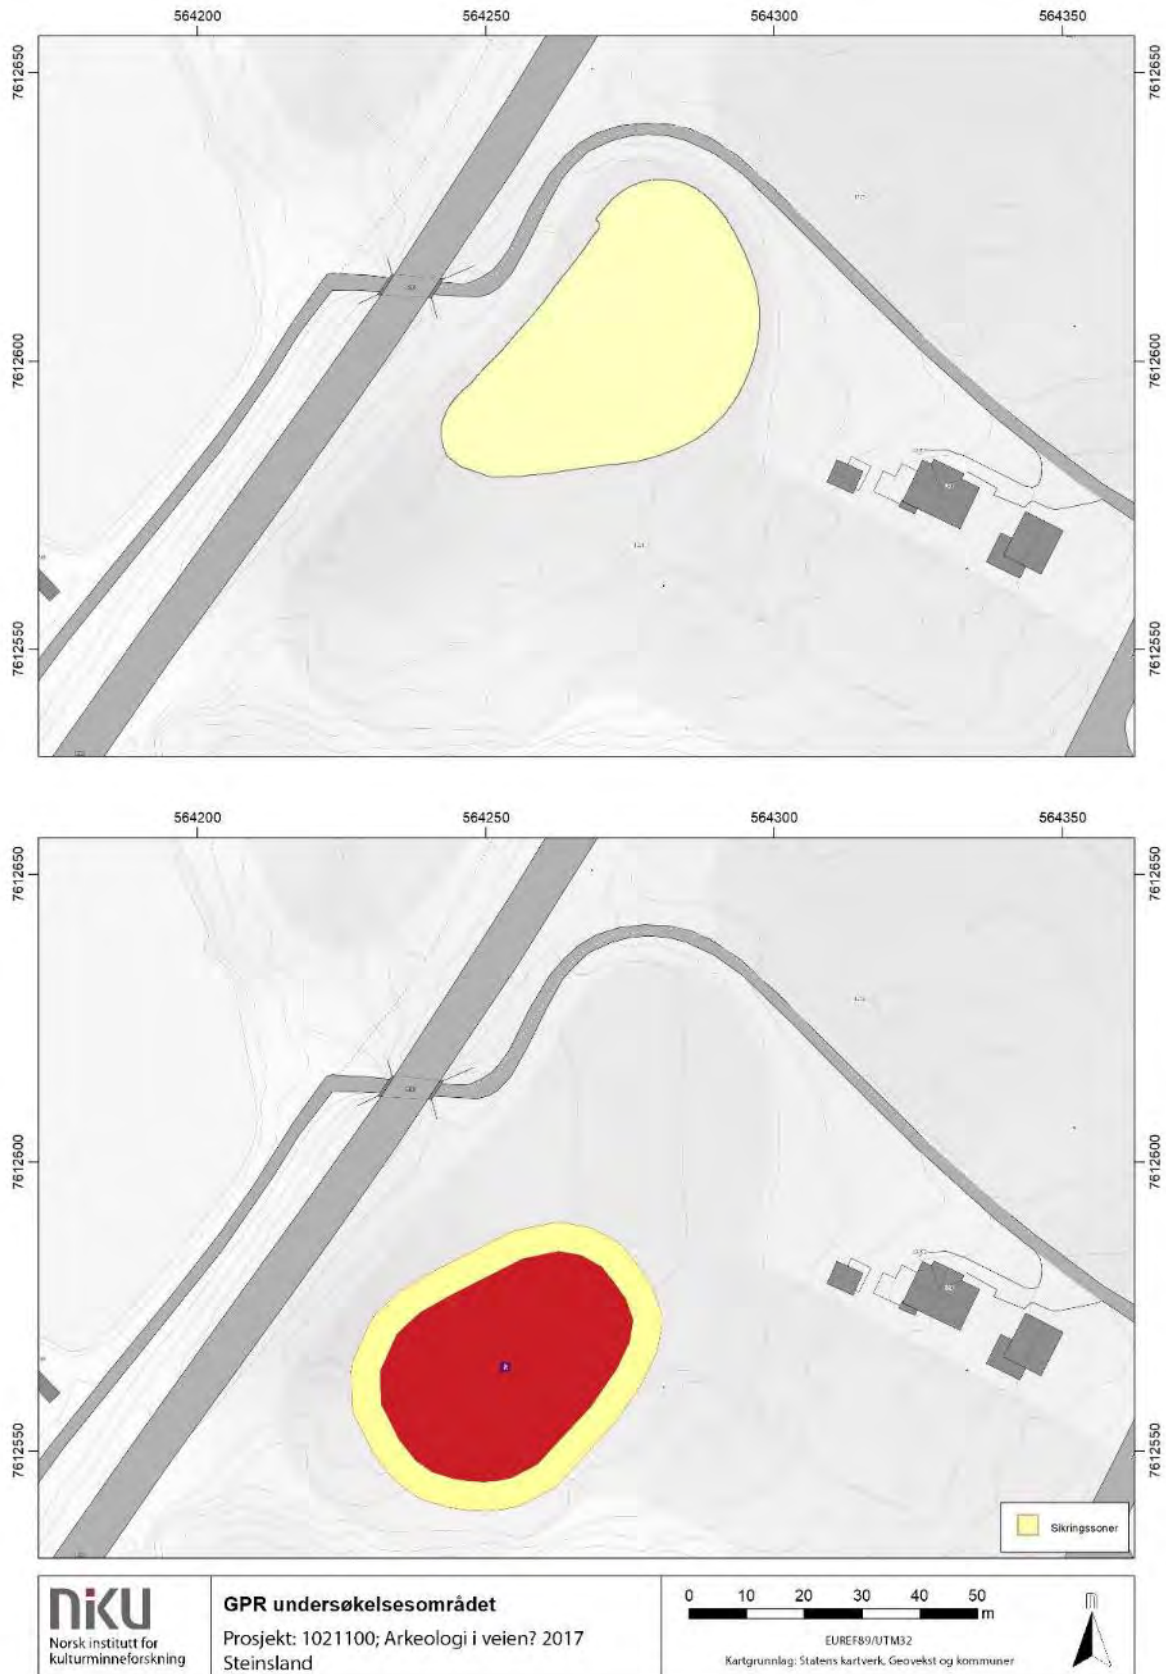 564200 564250 564300 564350
7612650 7612650
7612600 7612600
7612550 7612550
564200 564250 564300 564350
7612650 7612650
7612600 7612600
7612550 7612550
R
Sikringssoner
niKU
Norsk institutt for
kulturminneforskning
GPR undersøkelsesområdet
Prosjekt: 1021100; Arkeologi i veien? 2017
Steinsland
0 10 20 30 40 50
m
EUREF89/UTM32
Kartgrunnlag: Statens kartverk, Geovekst og kommuner